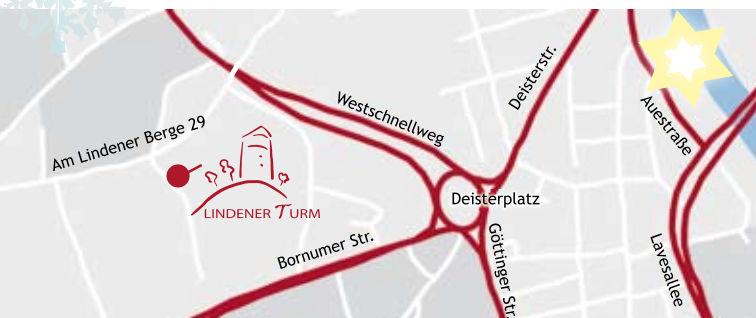 Westschnellweg
Deisterstr.
Auestraße
Am Lindener Berge 29
LINDENER TURM
Deisterplatz
Bornumer Str.
Göttinger Str.
Lavesallee